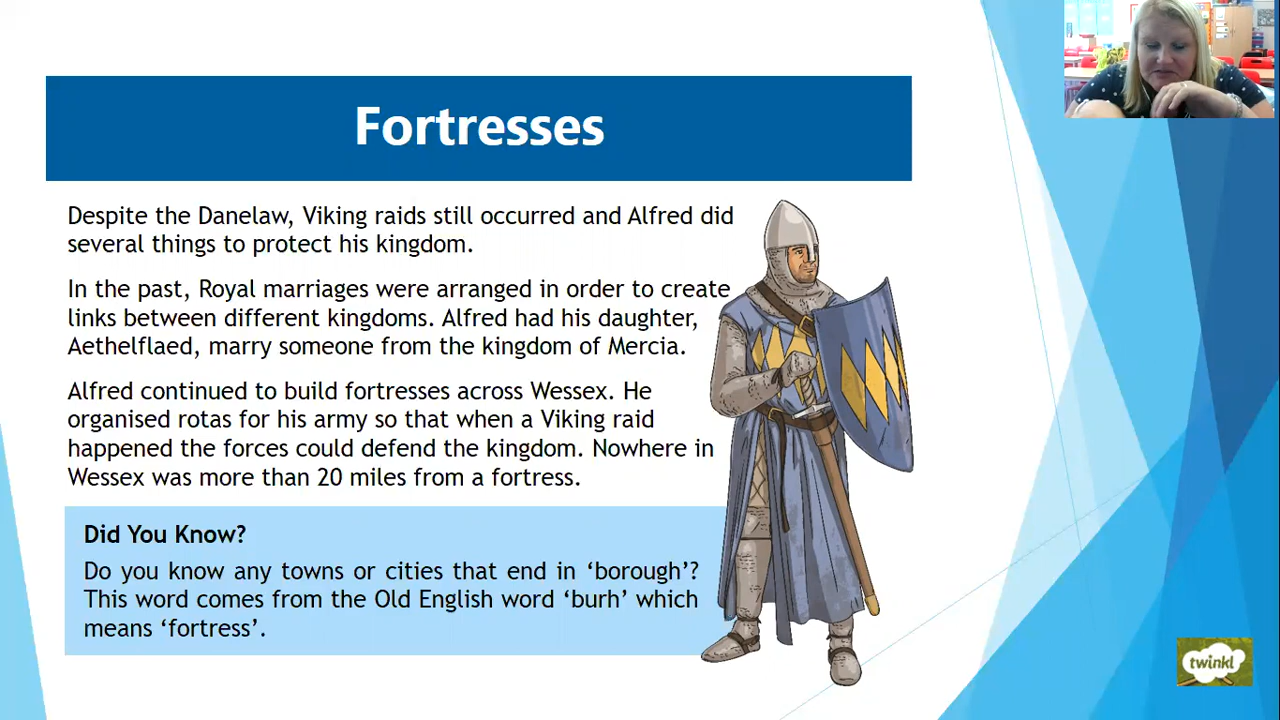 Fortresses
Despite the Danelaw, Viking raids still occurred and Alfred did
several things to protect his kingdom.
In the past, Royal marriages were arranged in order to create
links between different kingdoms. Alfred had his daughter,
Aethelflaed, marry someone from the kingdom of Mercia.
Alfred continued to build fortresses across Wessex. He
organised rotas for his army so that when a Viking raid
happened the forces could defend the kingdom. Nowhere in
Wessex was more than 20 miles from a fortress.
Did You Know?
Do you know any towns or cities that end in ‘borough’?
This word comes from the Old English word ‘burh’ which
means ‘fortress’.
twinkl